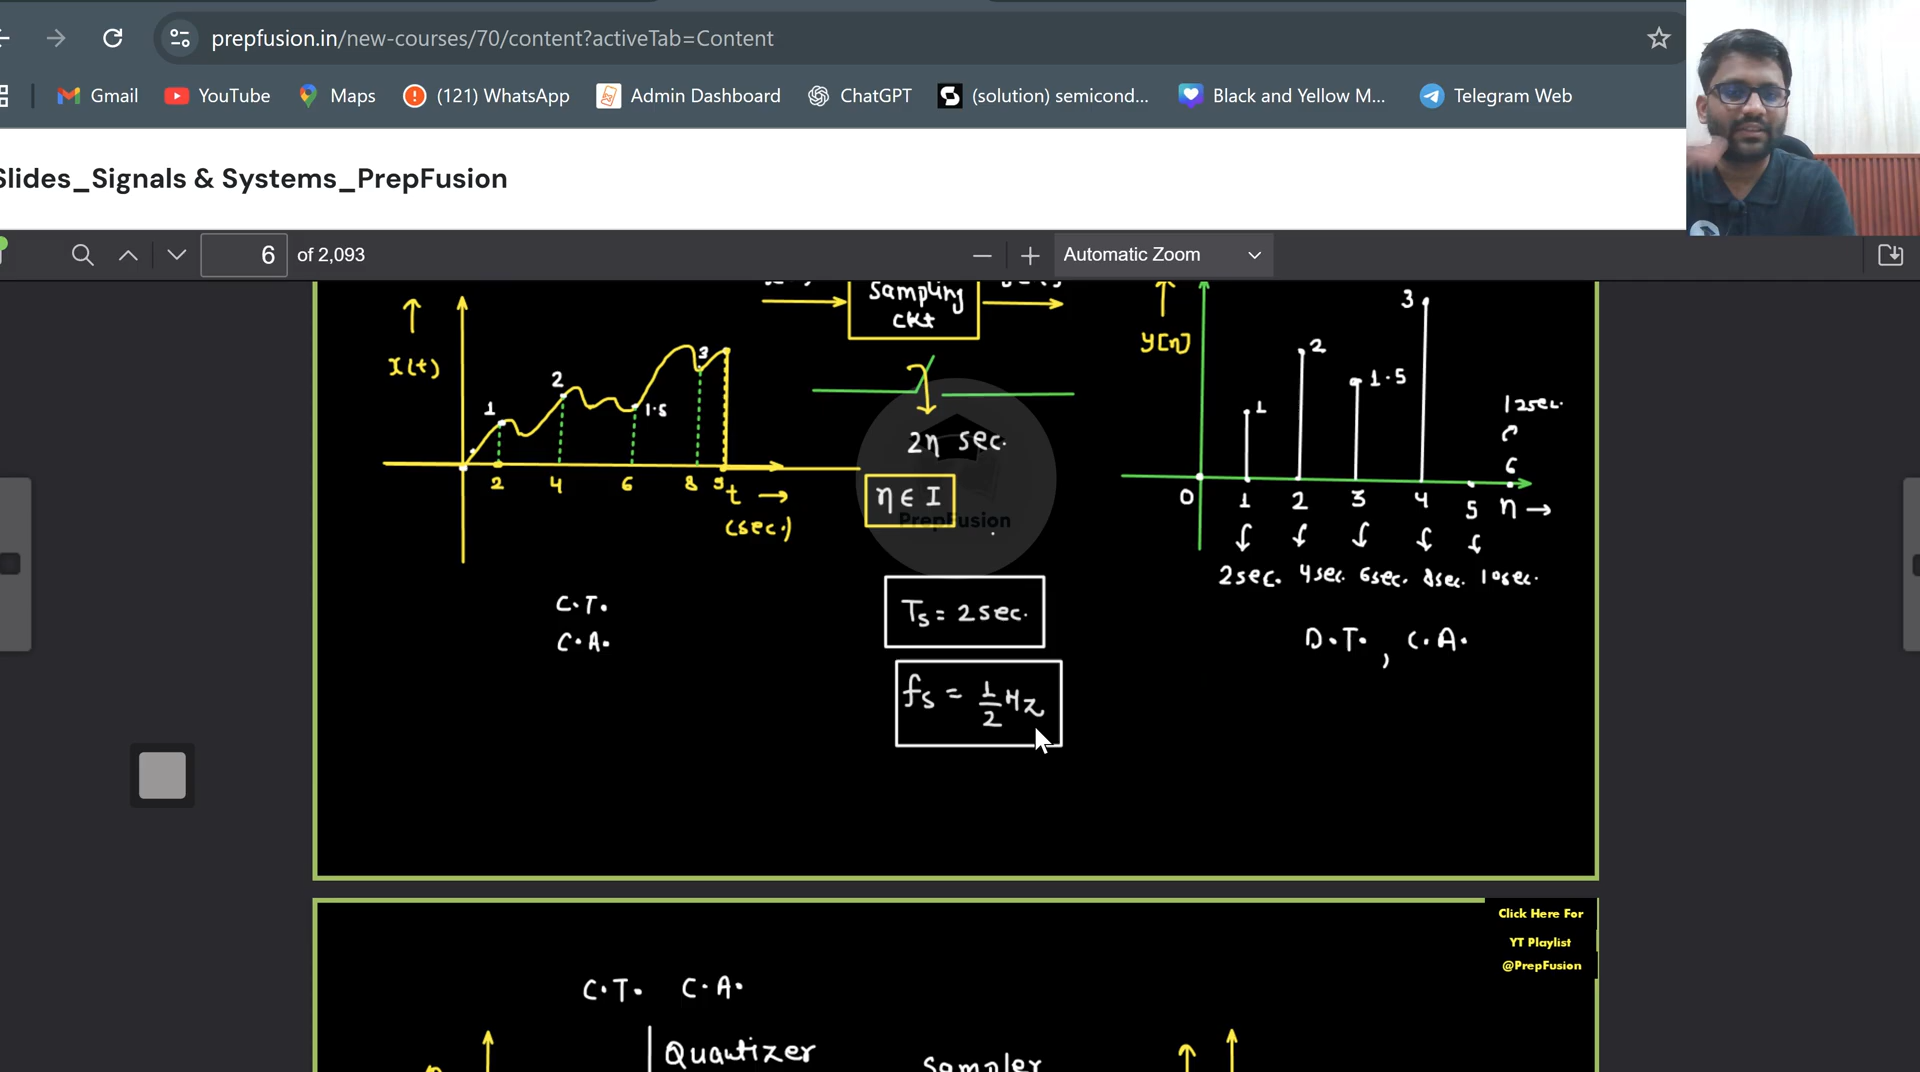 prepfusion.in/new-courses/70/content?activeTab=Content
Gmail YouTube Maps (121) WhatsApp Admin Dashboard ChatGPT (solution) semicond... Black and Yellow M... Telegram Web
Slides_Signals & Systems_PrepFusion
6 of 2,093
Automatic Zoom
x(t)
1
2
1.5
3
2 4 6 8 9 t →
(sec.)
C.T.
C.A.
Sampling
CKt
2n sec.
n ∈ I
PrepFusion
Ts = 2sec.
fs = 1/2 Hz
y[n]
1
2
1.5
3
12sec.
6
0 1 2 3 4 5 n →
2sec. 4sec. 6sec. 8sec. 10sec.
D.T. , C.A.
Click Here For
YT Playlist
@PrepFusion
C.T. C.A.
Quantizer
Sampler